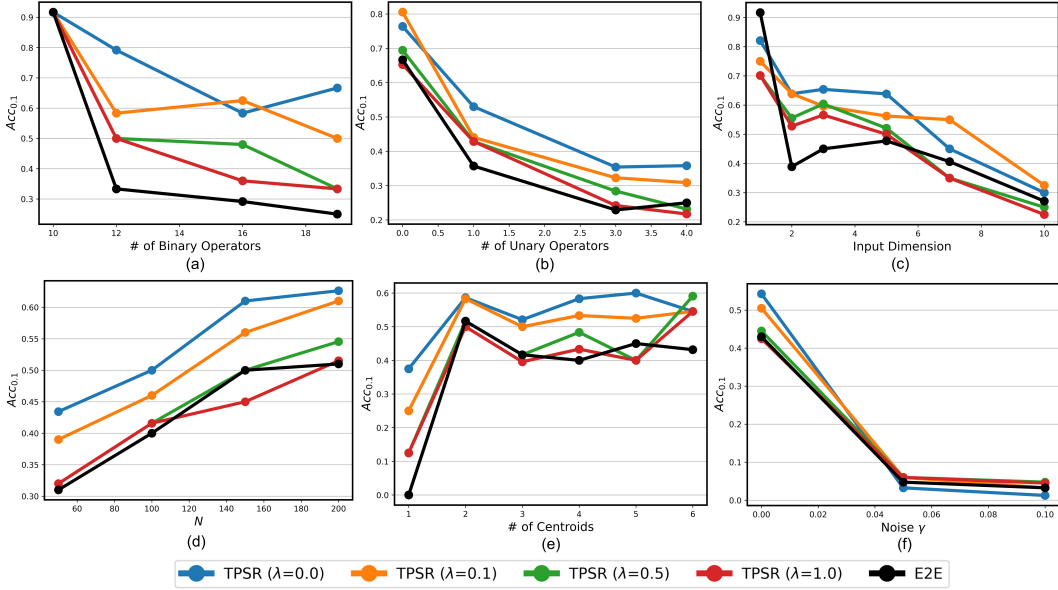 0.9
0.8
0.7
0.6
0.5
0.4
0.3
Acc0.1
10 12 14 16 18
# of Binary Operators
(a)
0.8
0.7
0.6
0.5
0.4
0.3
0.2
Acc0.1
0.0 0.5 1.0 1.5 2.0 2.5 3.0 3.5 4.0
# of Unary Operators
(b)
0.9
0.8
0.7
0.6
0.5
0.4
0.3
0.2
Acc0.1
2 4 6 8 10
Input Dimension
(c)
0.60
0.55
0.50
0.45
0.40
0.35
0.30
Acc0.1
60 80 100 120 140 160 180 200
N
(d)
0.6
0.5
0.4
0.3
0.2
0.1
0.0
Acc0.1
1 2 3 4 5 6
# of Centroids
(e)
0.5
0.4
0.3
0.2
0.1
0.0
Acc0.1
0.00 0.02 0.04 0.06 0.08 0.10
Noise γ
(f)
TPSR (λ=0.0) TPSR (λ=0.1) TPSR (λ=0.5) TPSR (λ=1.0) E2E